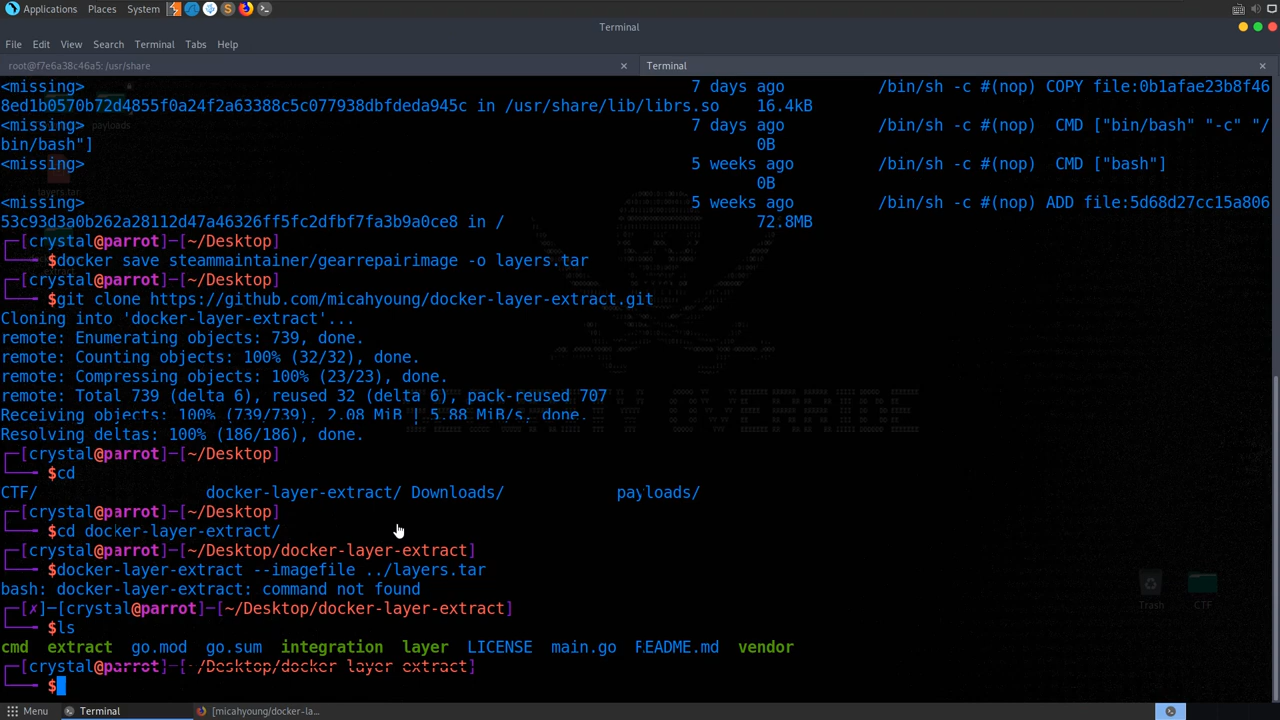 Applications Places System
Terminal
File Edit View Search Terminal Tabs Help
root@f7e6a38c46a5: /usr/share
Terminal
<missing> 7 days ago /bin/sh -c #(nop) COPY file:0b1afae23b8f46
8ed1b0570b72d4855f0a24f2a63388c5c077938dbfdeda945c in /usr/share/lib/librs.so 16.4kB
payloads
<missing> 7 days ago /bin/sh -c #(nop)  CMD ["bin/bash" "-c" "/
bin/bash"] 0B
<missing> 5 weeks ago /bin/sh -c #(nop)  CMD ["bash"]
0B
layers.tar
<missing> 5 weeks ago /bin/sh -c #(nop) ADD file:5d68d27cc15a806
53c93d3a0b262a28112d47a46326ff5fc2dfbf7fa3b9a0ce8 in / 72.8MB
[crystal@parrot]─[~/Desktop]
$docker save steammaintainer/gearrepairimage -o layers.tar
[crystal@parrot]─[~/Desktop]
$git clone https://github.com/micahyoung/docker-layer-extract.git
Cloning into 'docker-layer-extract'...
remote: Enumerating objects: 739, done.
remote: Counting objects: 100% (32/32), done.
remote: Compressing objects: 100% (23/23), done.
remote: Total 739 (delta 6), reused 32 (delta 6), pack-reused 707
Receiving objects: 100% (739/739), 2.08 MiB | 5.88 MiB/s, done.
Resolving deltas: 100% (186/186), done.
[crystal@parrot]─[~/Desktop]
$cd
CTF/ docker-layer-extract/ Downloads/ payloads/
[crystal@parrot]─[~/Desktop]
$cd docker-layer-extract/
[crystal@parrot]─[~/Desktop/docker-layer-extract]
$docker-layer-extract --imagefile ../layers.tar
bash: docker-layer-extract: command not found
[✗]─[crystal@parrot]─[~/Desktop/docker-layer-extract]
$ls
cmd extract go.mod go.sum integration layer LICENSE main.go README.md vendor
[crystal@parrot]─[~/Desktop/docker-layer-extract]
$
Trash CTF
Menu Terminal [micahyoung/docker-la...